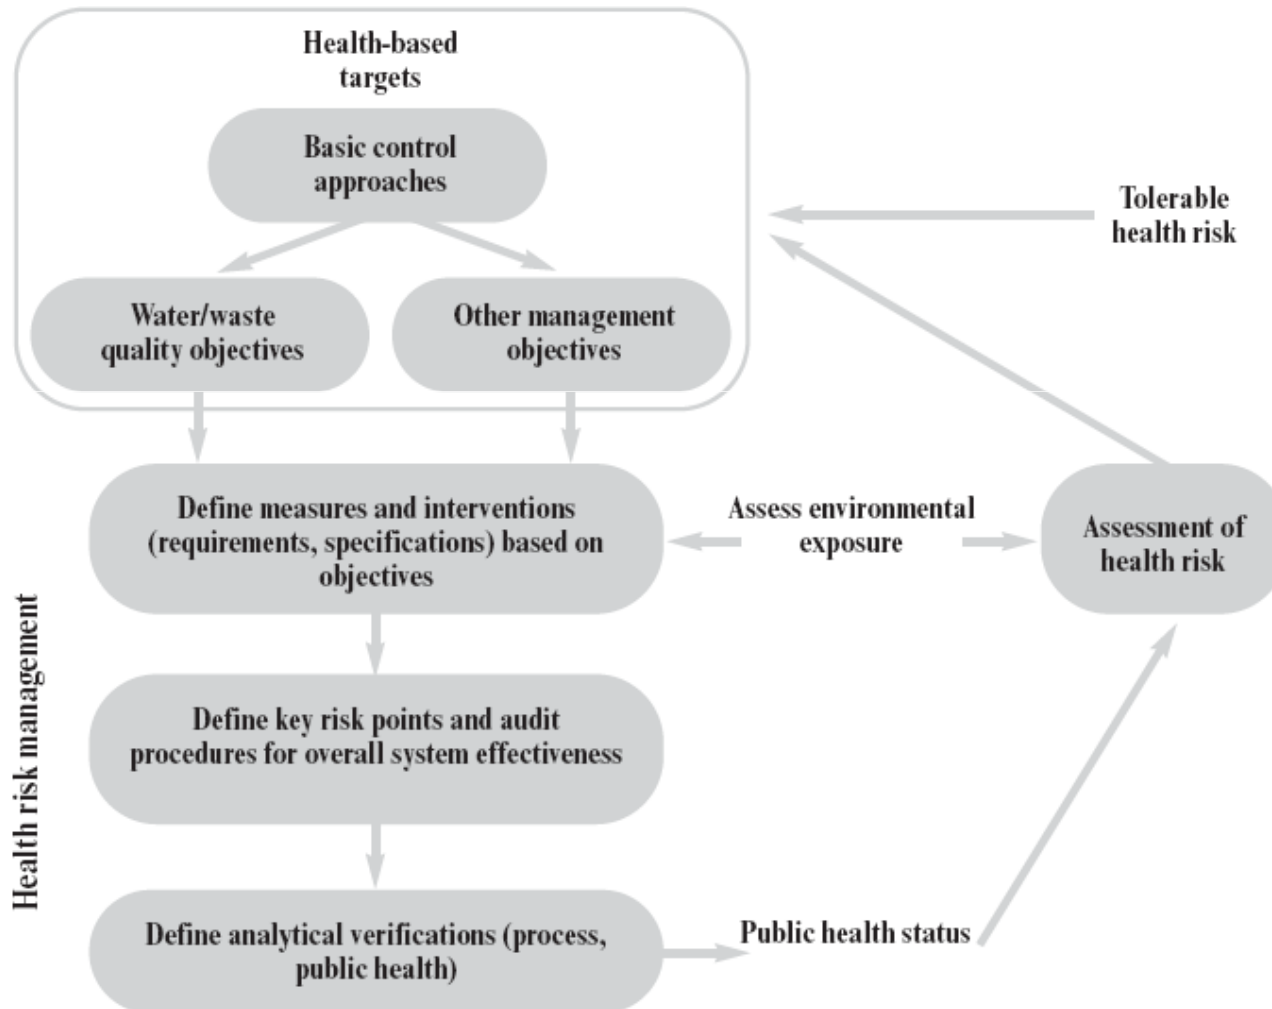 Health-based
targets
Basic control
approaches
Tolerable
health risk
Water/waste
quality objectives
Other management
objectives
Define measures and interventions
(requirements, specifications) based on
objectives
Assess environmental
exposure
Assessment of
health risk
Health risk management
Define key risk points and audit
procedures for overall system effectiveness
Define analytical verifications (process,
public health)
Public health status